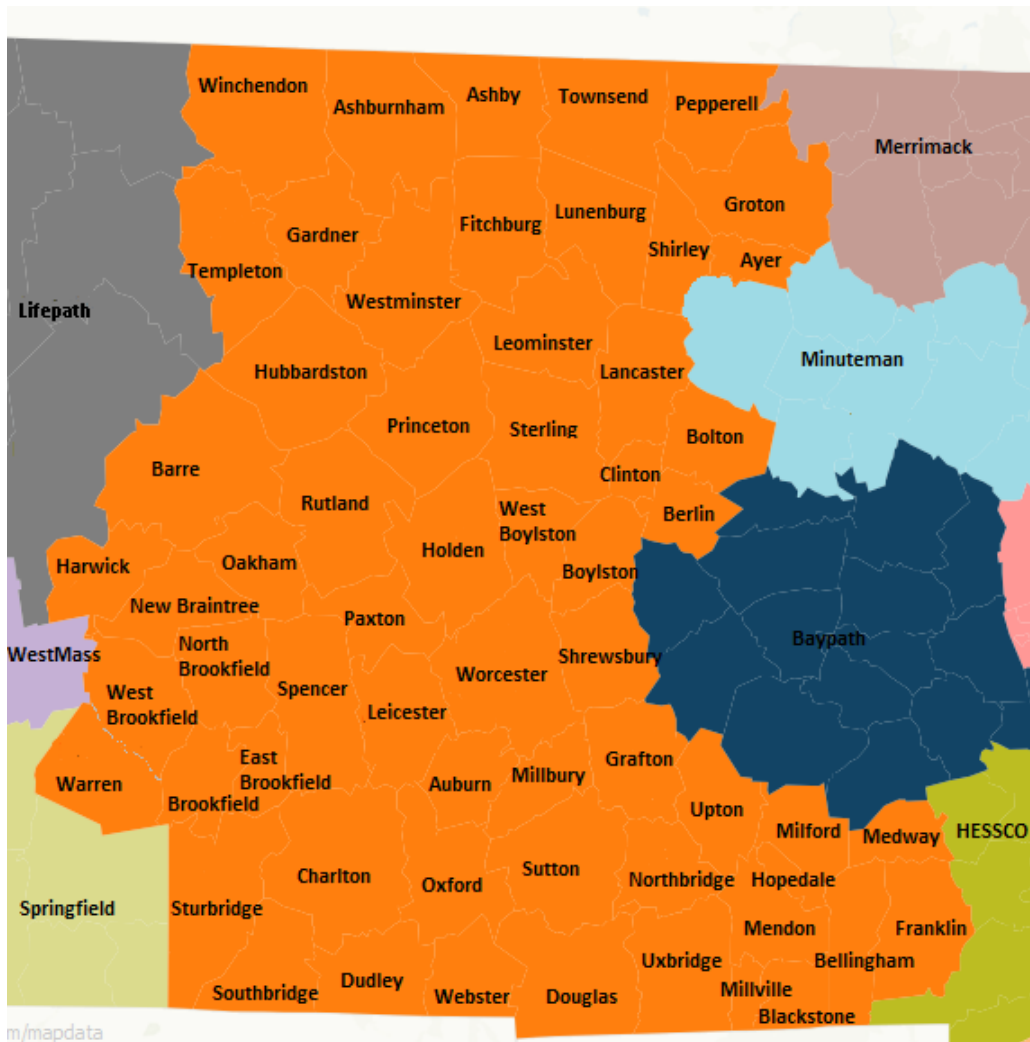 Winchendon
Ashburnham
Ashby
Townsend
Pepperell
Merrimack
Groton
Lunenburg
Fitchburg
Gardner
Shirley
Ayer
Templeton
Westminster
Lifepath
Leominster
Minuteman
Hubbardston
Lancaster
Princeton
Sterling
Bolton
Barre
Clinton
Rutland
West
Boylston
Berlin
Holden
Harwick
Oakham
Boylston
New Braintree
Paxton
Baypath
North
Brookfield
WestMass
Shrewsbury
Worcester
Spencer
West
Brookfield
Leicester
Grafton
East
Brookfield
Warren
Auburn
Millbury
Brookfield
Upton
Milford
Medway
HESSCO
Charlton
Sutton
Oxford
Northbridge
Hopedale
Springfield
Sturbridge
Mendon
Franklin
Uxbridge
Bellingham
Dudley
Southbridge
Webster
Douglas
Millville
Blackstone
m/mapdata